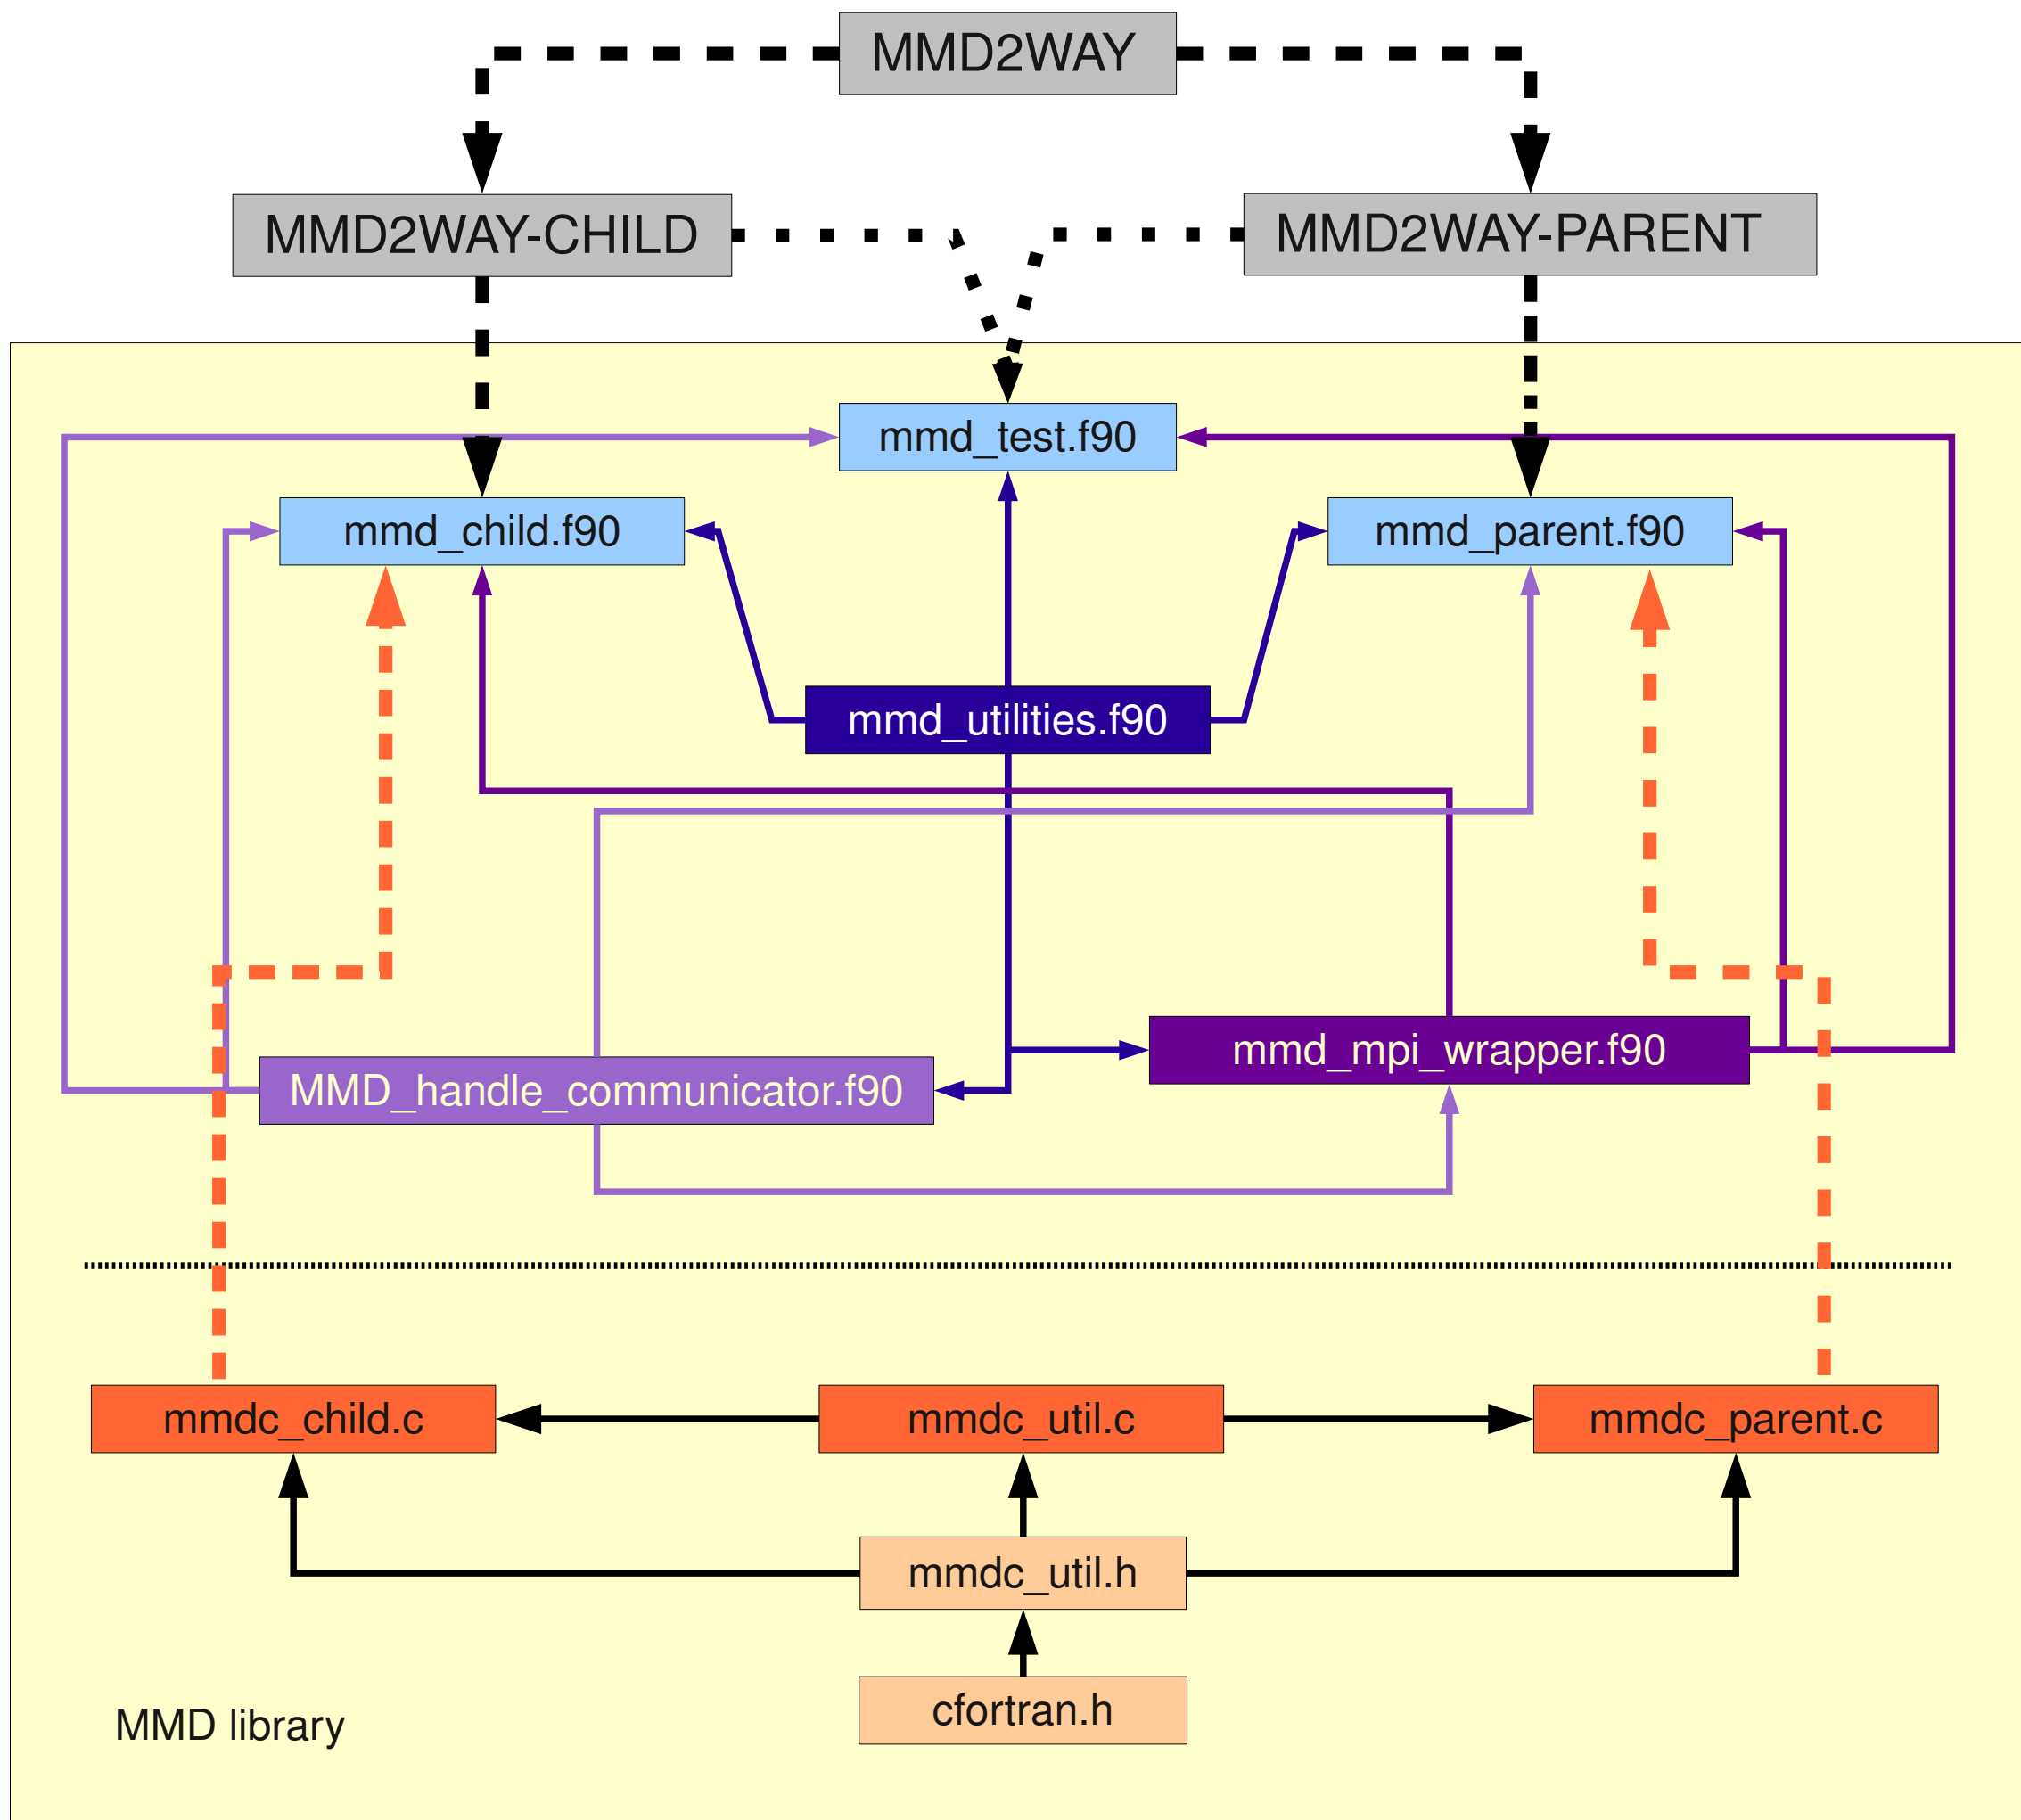 MMD2WAY
MMD2WAY-CHILD
MMD2WAY-PARENT
mmd_test.f90
mmd_child.f90
mmd_parent.f90
mmd_utilities.f90
mmd_mpi_wrapper.f90
MMD_handle_communicator.f90
mmdc_child.c
mmdc_util.c
mmdc_parent.c
mmdc_util.h
cfortran.h
MMD library